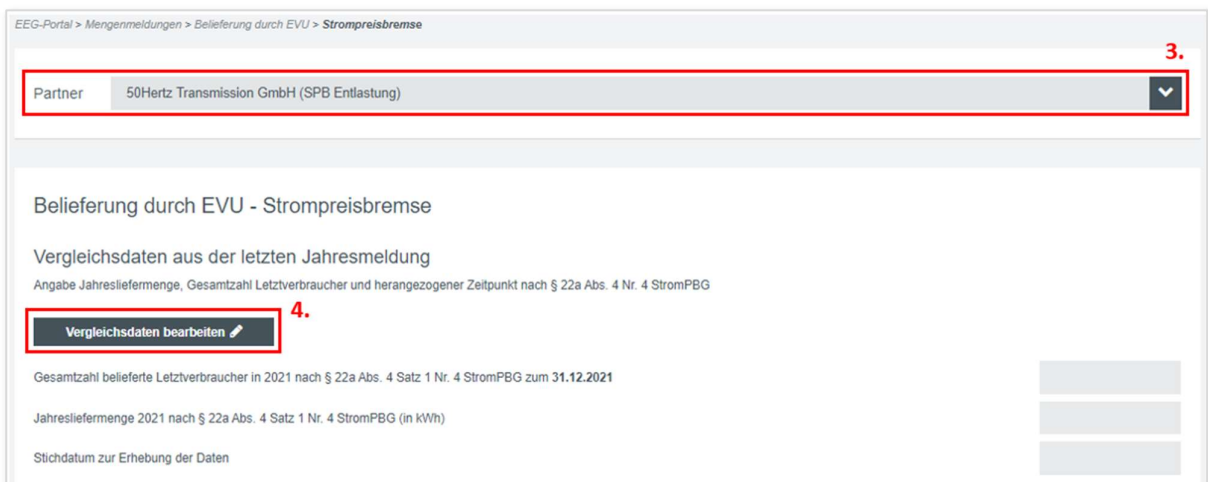 EEG-Portal > Mengenmeldungen > Belieferung durch EVU > Strompreisbremse
3.
Partner 50Hertz Transmission GmbH (SPB Entlastung)
Belieferung durch EVU - Strompreisbremse
Vergleichsdaten aus der letzten Jahresmeldung
Angabe Jahresliefermenge, Gesamtzahl Letztverbraucher und herangezogener Zeitpunkt nach § 22a Abs. 4 Nr. 4 StromPBG
4.
Vergleichsdaten bearbeiten
Gesamtzahl belieferte Letztverbraucher in 2021 nach § 22a Abs. 4 Satz 1 Nr. 4 StromPBG zum 31.12.2021
Jahresliefermenge 2021 nach § 22a Abs. 4 Satz 1 Nr. 4 StromPBG (in kWh)
Stichdatum zur Erhebung der Daten